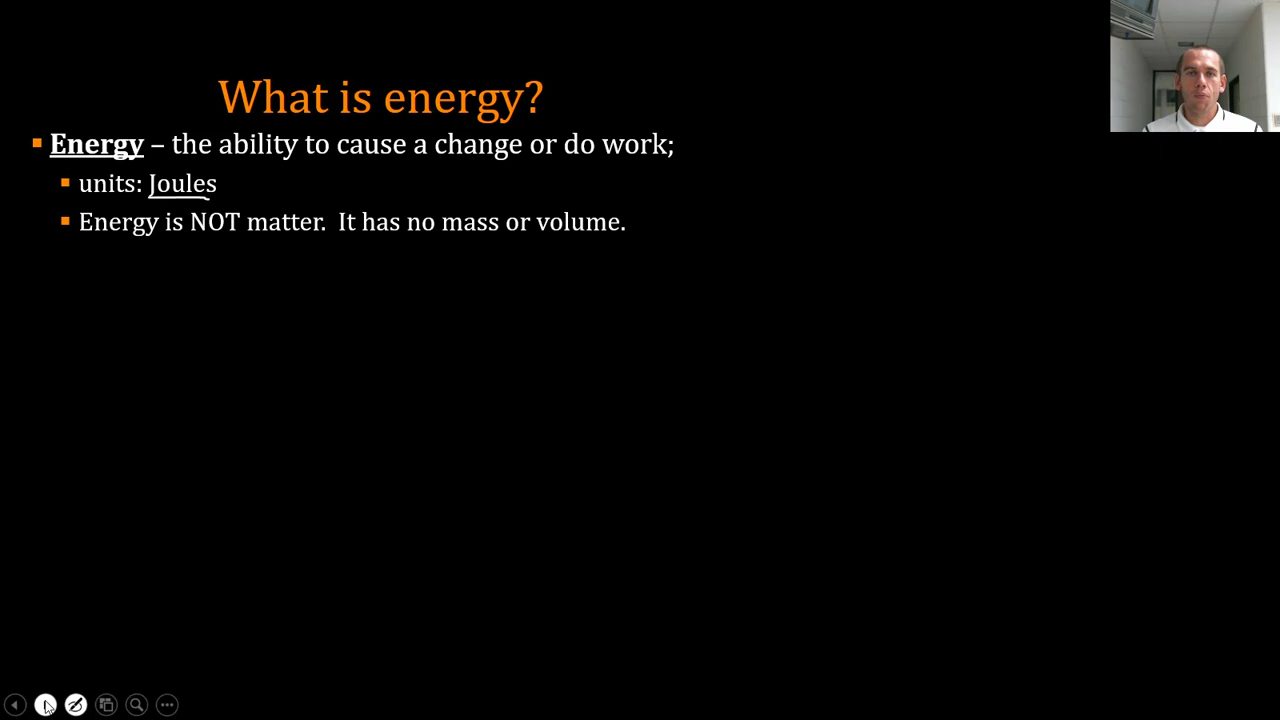 What is energy?
Energy – the ability to cause a change or do work;
units: Joules
Energy is NOT matter.  It has no mass or volume.